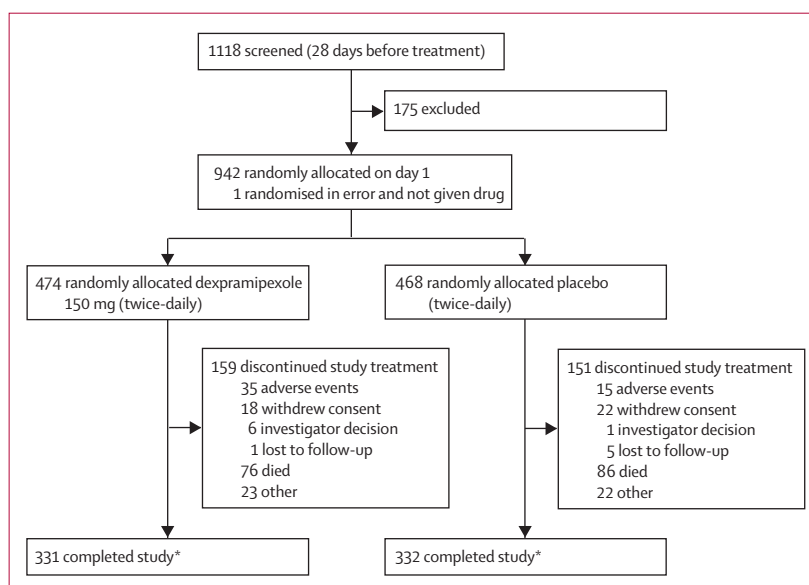 1118 screened (28 days before treatment)
175 excluded
942 randomly allocated on day 1
1 randomised in error and not given drug
474 randomly allocated dexpramipexole
150 mg (twice-daily)
468 randomly allocated placebo
(twice-daily)
159 discontinued study treatment
35 adverse events
18 withdrew consent
6 investigator decision
1 lost to follow-up
76 died
23 other
151 discontinued study treatment
15 adverse events
22 withdrew consent
1 investigator decision
5 lost to follow-up
86 died
22 other
331 completed study*
332 completed study*